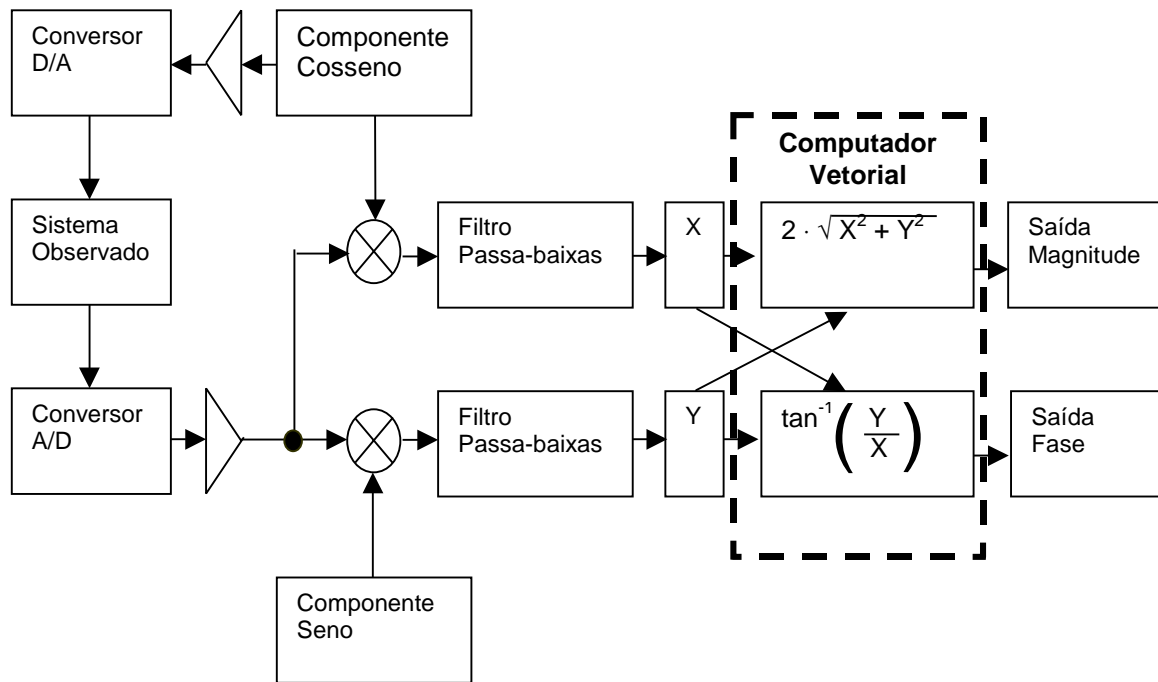 Conversor
D/A
Componente
Cosseno
Computador
Vetorial
Sistema
Observado
Filtro
Passa-baixas
X
2 · √X² + Y²
Saída
Magnitude
Conversor
A/D
Filtro
Passa-baixas
Y
tan⁻¹ ( Y / X )
Saída
Fase
Componente
Seno